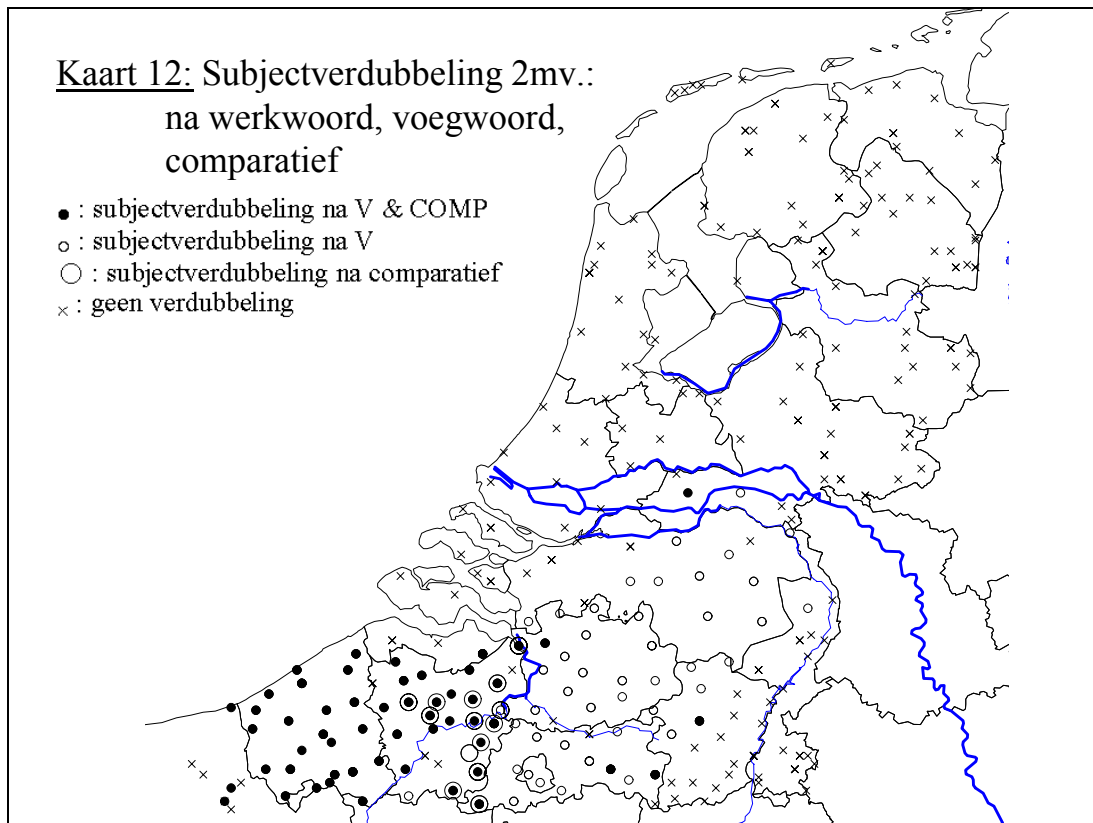 Kaart 12: Subjectverdubbeling 2mv.:
na werkwoord, voegwoord,
comparatief
● : subjectverdubbeling na V & COMP
○ : subjectverdubbeling na V
◯ : subjectverdubbeling na comparatief
× : geen verdubbeling